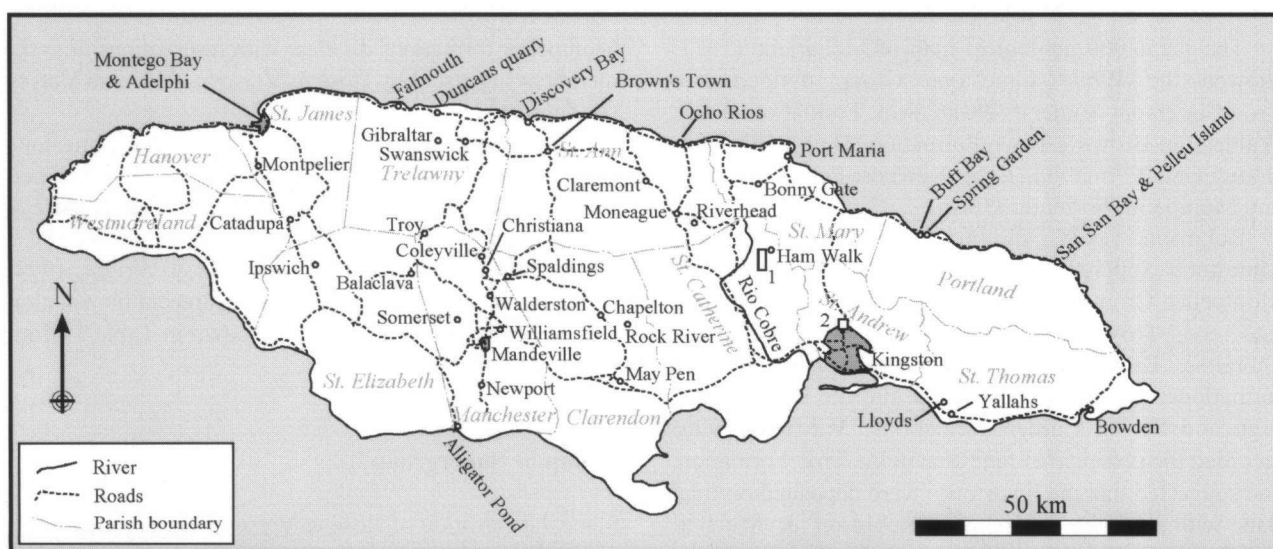 Montego Bay
& Adelphi
Falmouth
Duncans quarry
Discovery Bay
Brown's Town
Ocho Rios
St. James
Gibraltar
Swanswick
St. Ann
Port Maria
Buff Bay
Spring Garden
San San Bay & Pelleu Island
Hanover
Montpelier
Trelawny
Claremont
Bonny Gate
Westmoreland
Catadupa
Troy
Christiana
Moneague
Riverhead
St. Mary
Coleyville
Ham Walk
1
Ipswich
Balaclava
Spaldings
St. Catherine
Rio Cobre
Portland
N
Walderston
Chapelton
St. Andrew
2
Somerset
Williamsfield
Rock River
Mandeville
Kingston
St. Elizabeth
May Pen
St. Thomas
Newport
Manchester
Clarendon
Lloyds
Yallahs
Bowden
Alligator Pond
River
Roads
Parish boundary
50 km